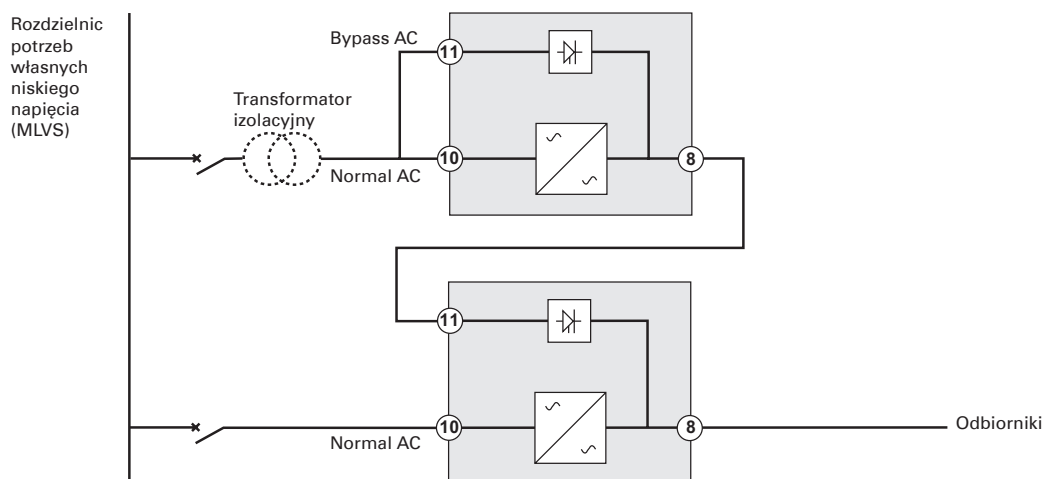 Rozdzielnic
potrzeb
własnych
niskiego
napięcia
(MLVS)
Bypass AC
11
Transformator
izolacyjny
10
Normal AC
8
11
10
Normal AC
8
Odbiorniki